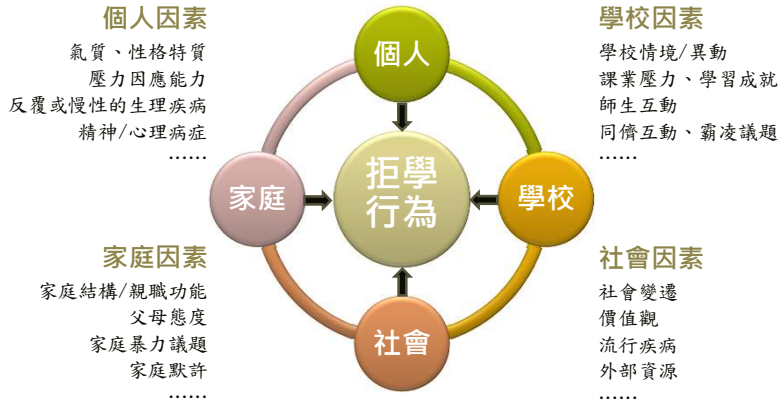 個人因素
氣質、性格特質
壓力因應能力
反覆或慢性的生理疾病
精神/心理病症
……
學校因素
學校情境/異動
課業壓力、學習成就
師生互動
同儕互動、霸凌議題
……
個人
家庭
拒學
行為
學校
社會
家庭因素
家庭結構/親職功能
父母態度
家庭暴力議題
家庭默許
……
社會因素
社會變遷
價值觀
流行疾病
外部資源
……